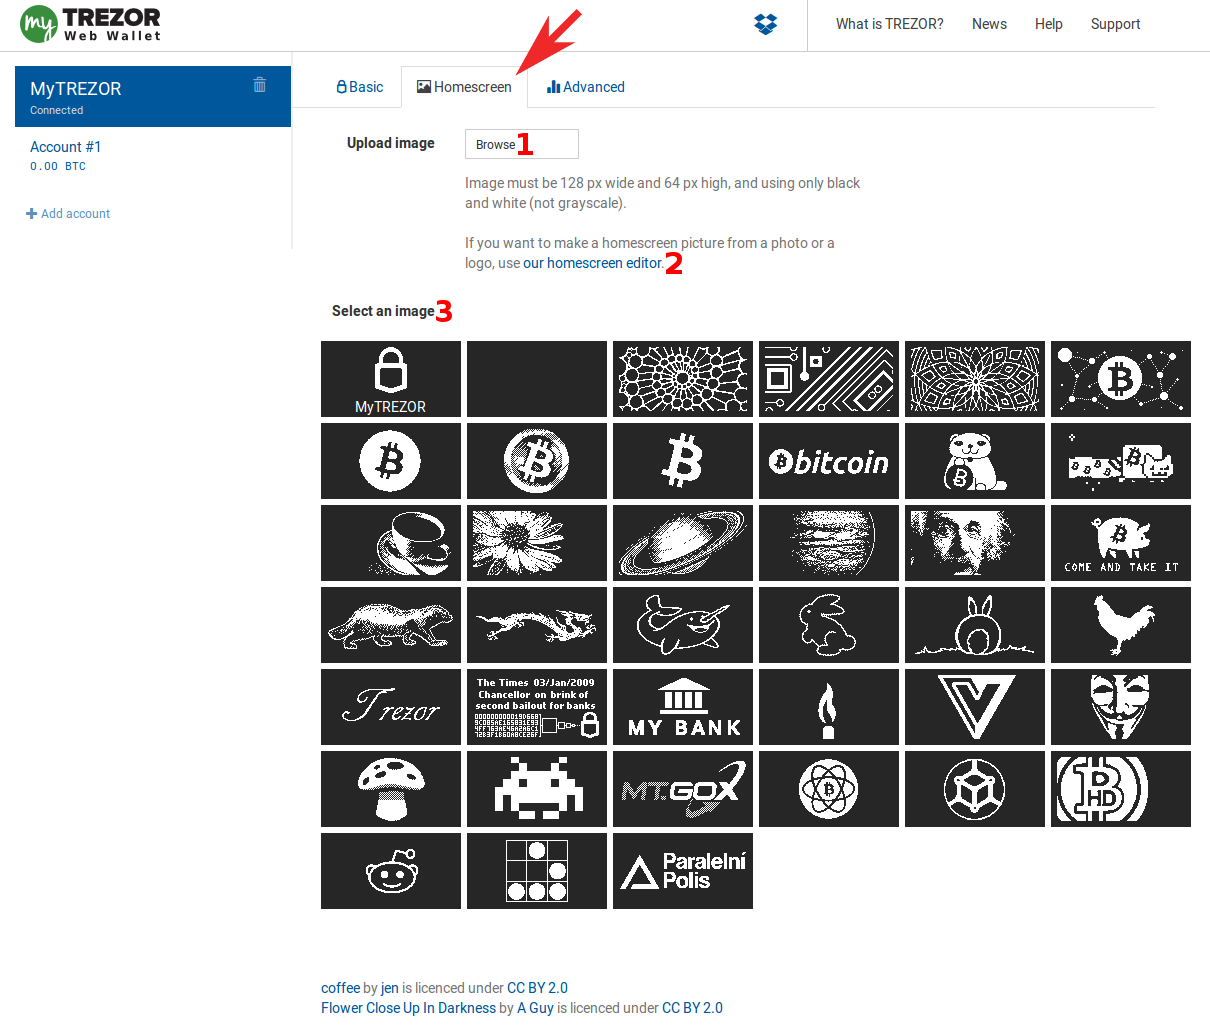 my TREZOR
Web Wallet
What is TREZOR? News Help Support
MyTREZOR
Connected
Account #1
0.00 BTC
Add account
Basic Homescreen Advanced
Upload image Browse 1
Image must be 128 px wide and 64 px high, and using only black
and white (not grayscale).
If you want to make a homescreen picture from a photo or a
logo, use our homescreen editor. 2
Select an image 3
MyTREZOR
bitcoin
COME AND TAKE IT
Trezor
The Times 03/Jan/2009
Chancellor on brink of
second bailout for banks
MY BANK
MT.GOX
HD
Paralelní
Polis
coffee by jen is licenced under CC BY 2.0
Flower Close Up In Darkness by A Guy is licenced under CC BY 2.0